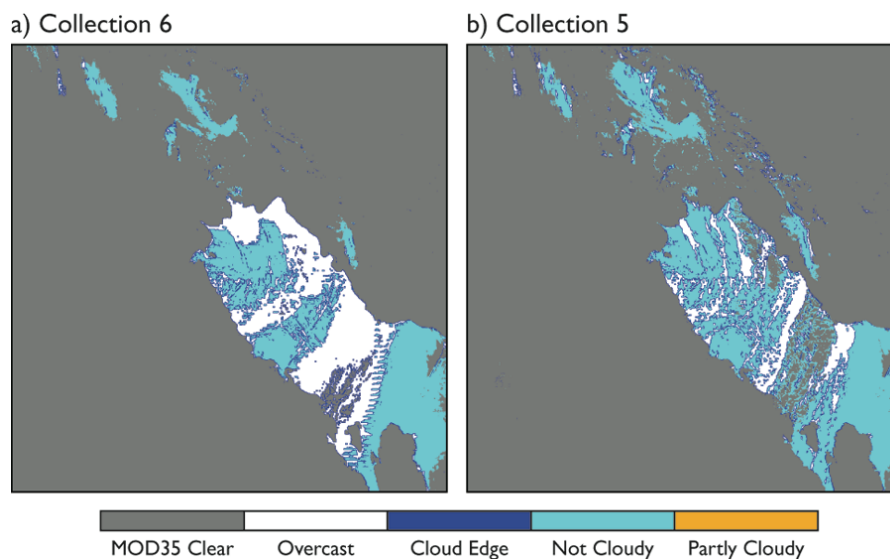 a) Collection 6
b) Collection 5
MOD35 Clear
Overcast
Cloud Edge
Not Cloudy
Partly Cloudy